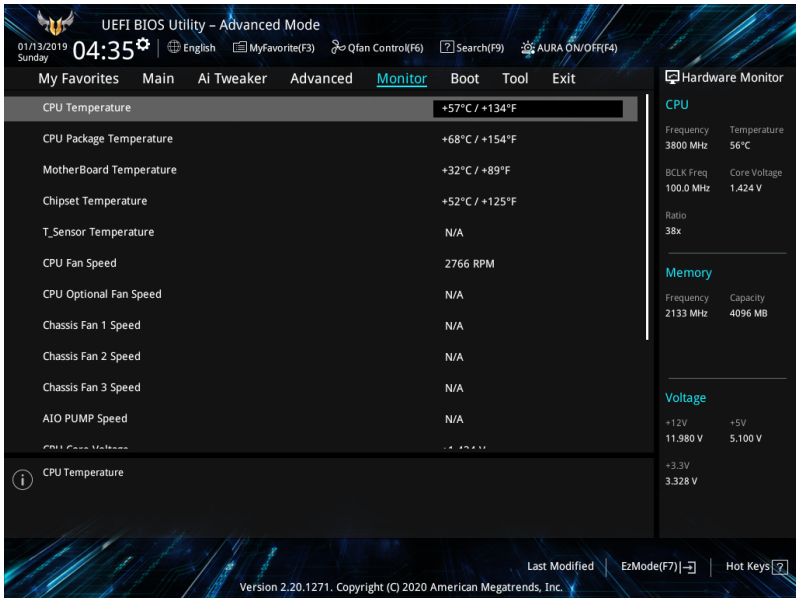 UEFI BIOS Utility – Advanced Mode
01/13/2019
Sunday
04:35
English
MyFavorite(F3)
Qfan Control(F6)
? Search(F9)
AURA ON/OFF(F4)
My Favorites Main Ai Tweaker Advanced Monitor Boot Tool Exit
CPU Temperature +57°C / +134°F
CPU Package Temperature +68°C / +154°F
MotherBoard Temperature +32°C / +89°F
Chipset Temperature +52°C / +125°F
T_Sensor Temperature N/A
CPU Fan Speed 2766 RPM
CPU Optional Fan Speed N/A
Chassis Fan 1 Speed N/A
Chassis Fan 2 Speed N/A
Chassis Fan 3 Speed N/A
AIO PUMP Speed N/A
CPU Core Voltage +1.424 V
CPU Temperature
Hardware Monitor
CPU
Frequency Temperature
3800 MHz 56°C
BCLK Freq Core Voltage
100.0 MHz 1.424 V
Ratio
38x
Memory
Frequency Capacity
2133 MHz 4096 MB
Voltage
+12V +5V
11.980 V 5.100 V
+3.3V
3.328 V
Last Modified EzMode(F7) Hot Keys ?
Version 2.20.1271. Copyright (C) 2020 American Megatrends, Inc.